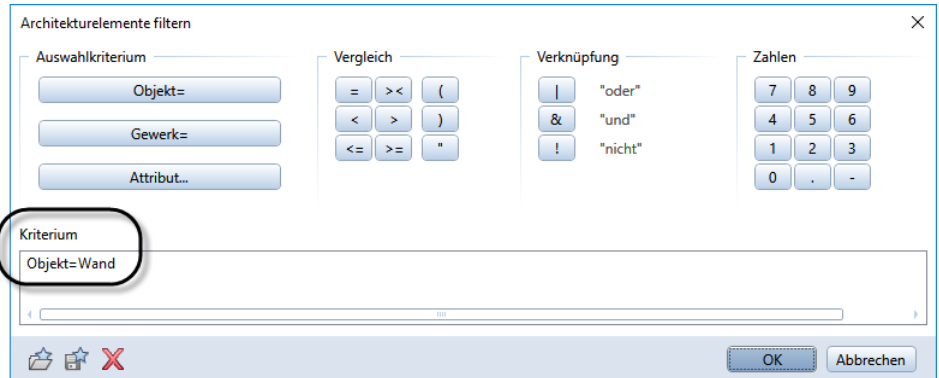 Architekturelemente filtern
Auswahlkriterium Vergleich Verknüpfung Zahlen
Objekt= = >< ( | "oder" 7 8 9
Gewerk= < > ) & "und" 4 5 6
<= >= " ! "nicht" 1 2 3
Attribut... 0 . -
Kriterium
Objekt=Wand
OK Abbrechen